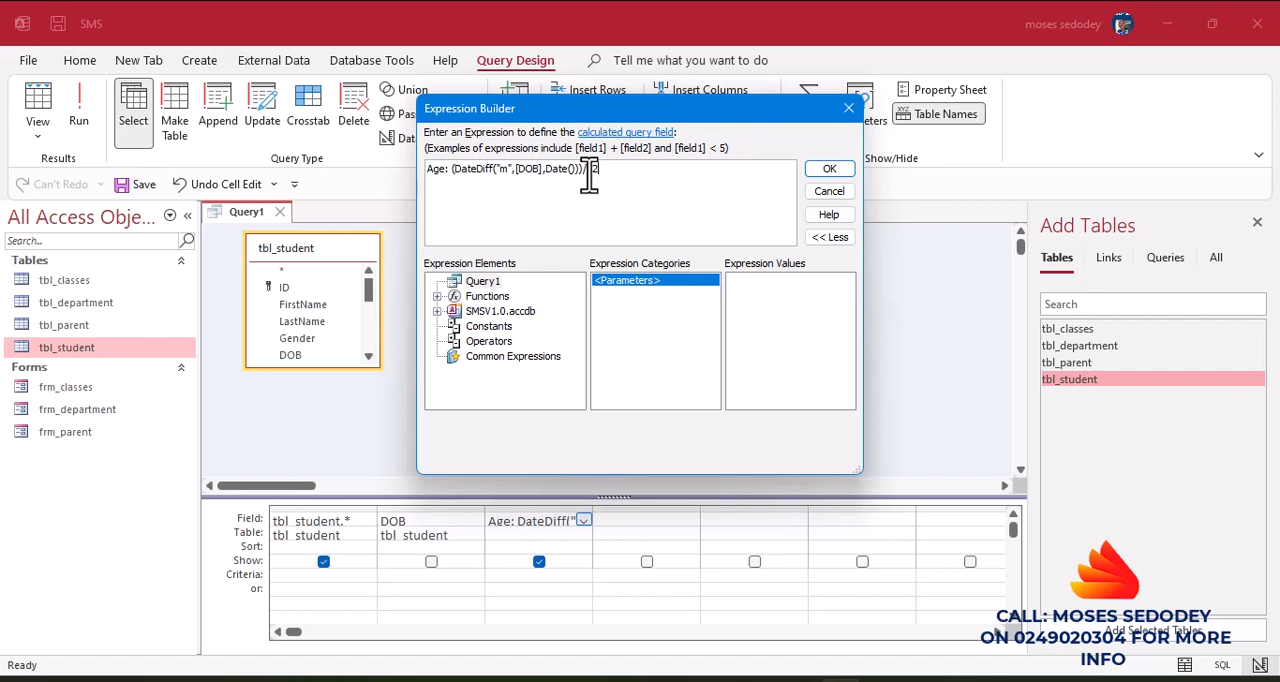 SMS
moses sedodey
File Home New Tab Create External Data Database Tools Help Query Design Tell me what you want to do
View
Run
Select
Make Table
Append
Update
Crosstab
Delete
Union
Insert Rows
Insert Columns
Property Sheet
Table Names
Results
Query Type
Show/Hide
Can't Redo Save Undo Cell Edit
All Access Obje...
Search...
Tables
tbl_classes
tbl_department
tbl_parent
tbl_student
Forms
frm_classes
frm_department
frm_parent
Query1
tbl_student
*
ID
FirstName
LastName
Gender
DOB
Expression Builder
Enter an Expression to define the calculated query field:
(Examples of expressions include [field1] + [field2] and [field1] < 5)
Age: (DateDiff("m",[DOB],Date()))/
OK
Cancel
Help
<< Less
Expression Elements
Query1
Functions
SMSV1.0.accdb
Constants
Operators
Common Expressions
Expression Categories
<Parameters>
Expression Values
Add Tables
Tables Links Queries All
Search
tbl_classes
tbl_department
tbl_parent
tbl_student
Field: tbl_student.* DOB Age: DateDiff("
Table: tbl_student tbl_student
Sort:
Show:
Criteria:
or:
Add Selected Tables
CALL: MOSES SEDODEY
ON 0249020304 FOR MORE
INFO
Ready
SQL